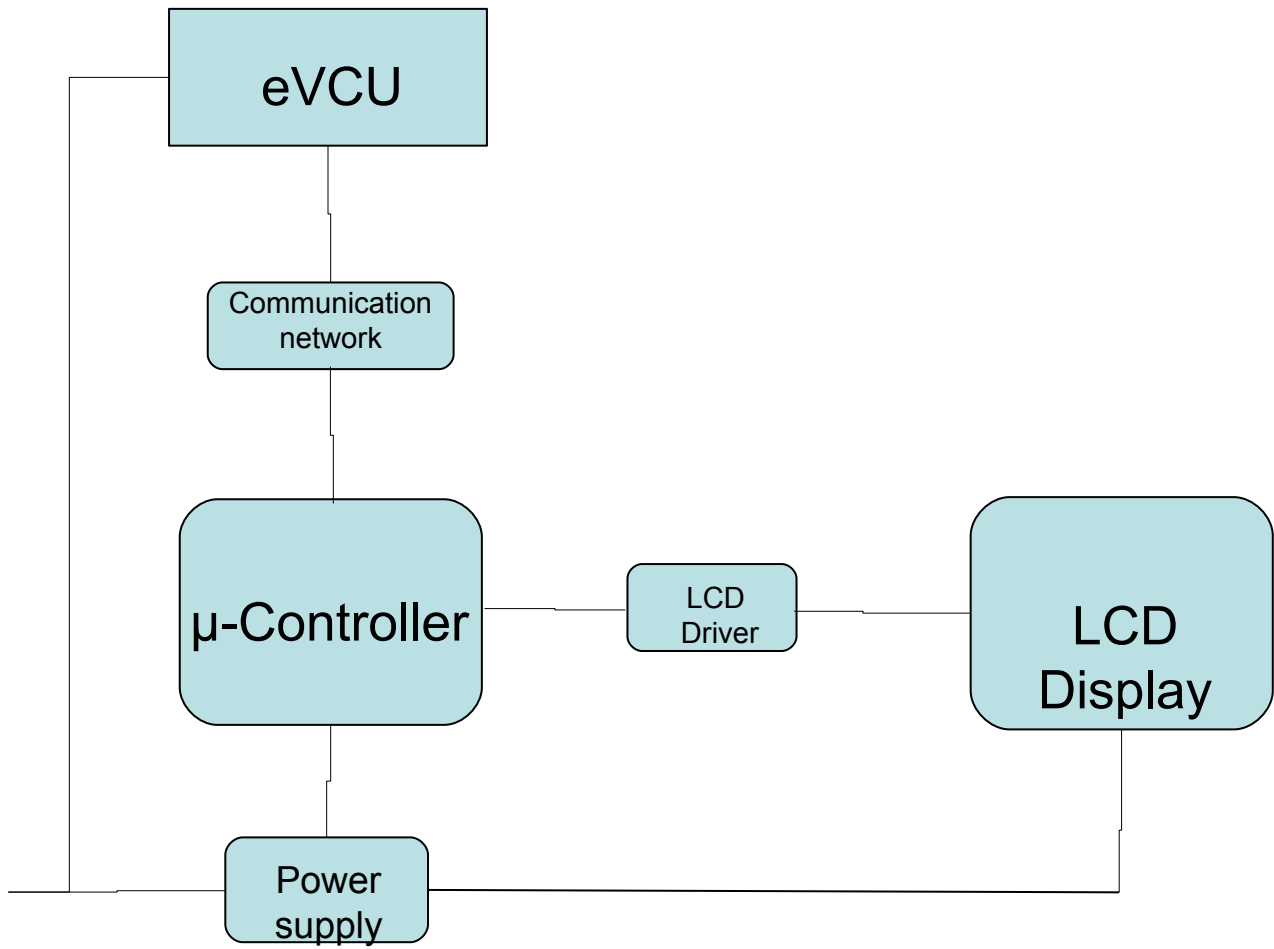 eVCU
Communication
network
µ-Controller
LCD
Driver
LCD
Display
Power
supply